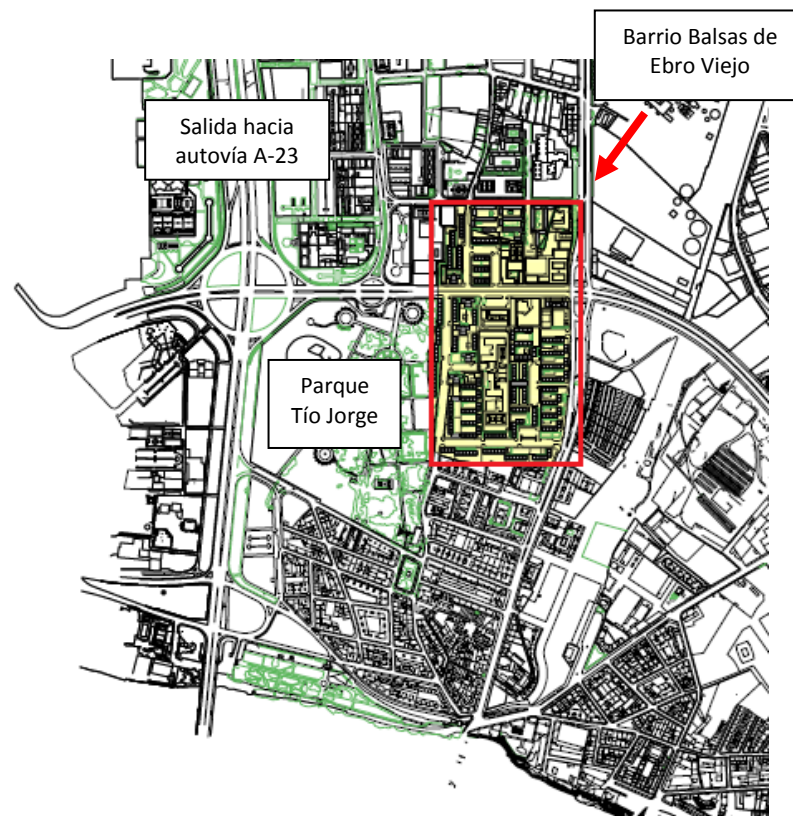 Barrio Balsas de
Ebro Viejo
Salida hacia
autovía A-23
Parque
Tío Jorge